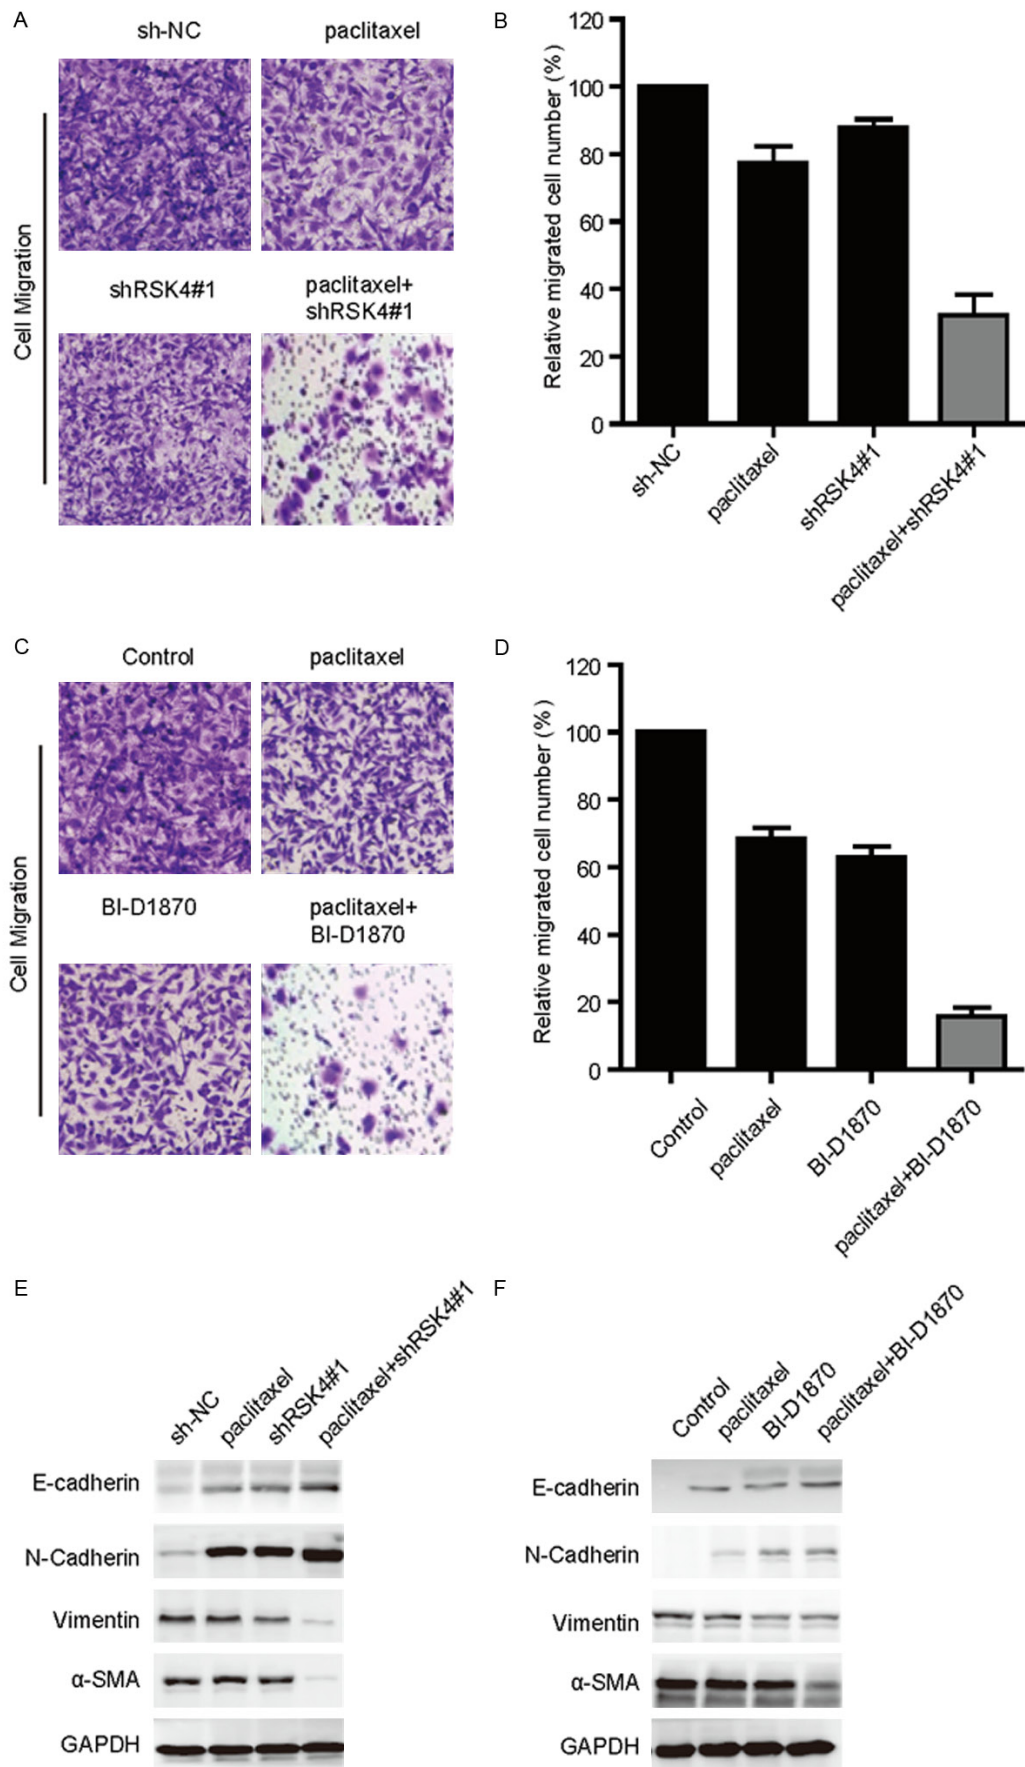 A
sh-NC
paclitaxel
shRSK4#1
paclitaxel+
shRSK4#1
Cell Migration
B
Relative migrated cell number (%)
120
100
80
60
40
20
0
sh-NC
paclitaxel
shRSK4#1
paclitaxel+shRSK4#1
C
Control
paclitaxel
BI-D1870
paclitaxel+
BI-D1870
Cell Migration
D
Relative migrated cell number (%)
120
100
80
60
40
20
0
Control
paclitaxel
BI-D1870
paclitaxel+BI-D1870
E
sh-NC
paclitaxel
shRSK4#1
paclitaxel+shRSK4#1
E-cadherin
N-Cadherin
Vimentin
α-SMA
GAPDH
F
Control
paclitaxel
BI-D1870
paclitaxel+BI-D1870
E-cadherin
N-Cadherin
Vimentin
α-SMA
GAPDH